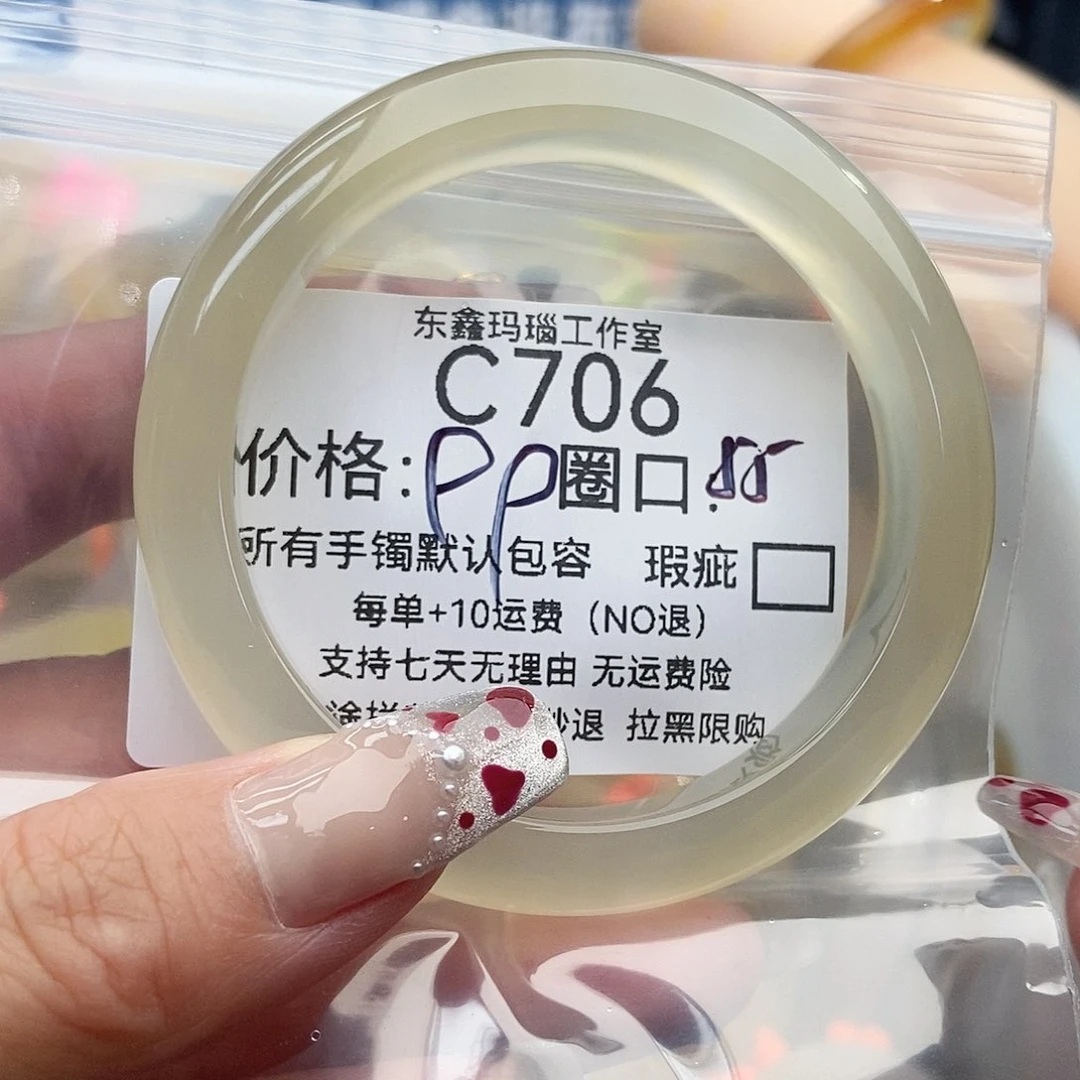 东鑫玛瑙工作室
C706
价格:PP圈口.
所有手镯默认包容 瑕疵
每单+10运费（NO退）
支持七天无理由 无运费险
秒退 拉黑限购